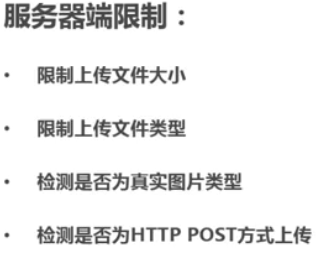 服务器端限制：
• 限制上传文件大小
• 限制上传文件类型
• 检测是否为真实图片类型
• 检测是否为HTTP POST方式上传